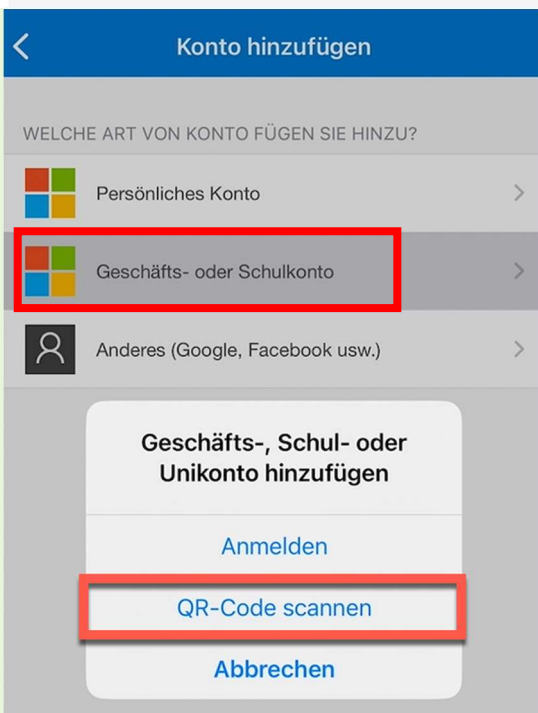 Konto hinzufügen
WELCHE ART VON KONTO FÜGEN SIE HINZU?
Persönliches Konto
Geschäfts- oder Schulkonto
Anderes (Google, Facebook usw.)
Geschäfts-, Schul- oder
Unikonto hinzufügen
Anmelden
QR-Code scannen
Abbrechen